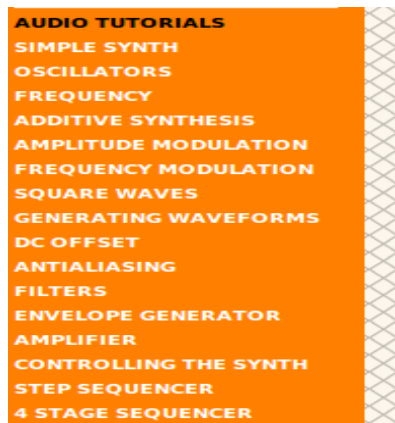 AUDIO TUTORIALS
SIMPLE SYNTH
OSCILLATORS
FREQUENCY
ADDITIVE SYNTHESIS
AMPLITUDE MODULATION
FREQUENCY MODULATION
SQUARE WAVES
GENERATING WAVEFORMS
DC OFFSET
ANTIALIASING
FILTERS
ENVELOPE GENERATOR
AMPLIFIER
CONTROLLING THE SYNTH
STEP SEQUENCER
4 STAGE SEQUENCER